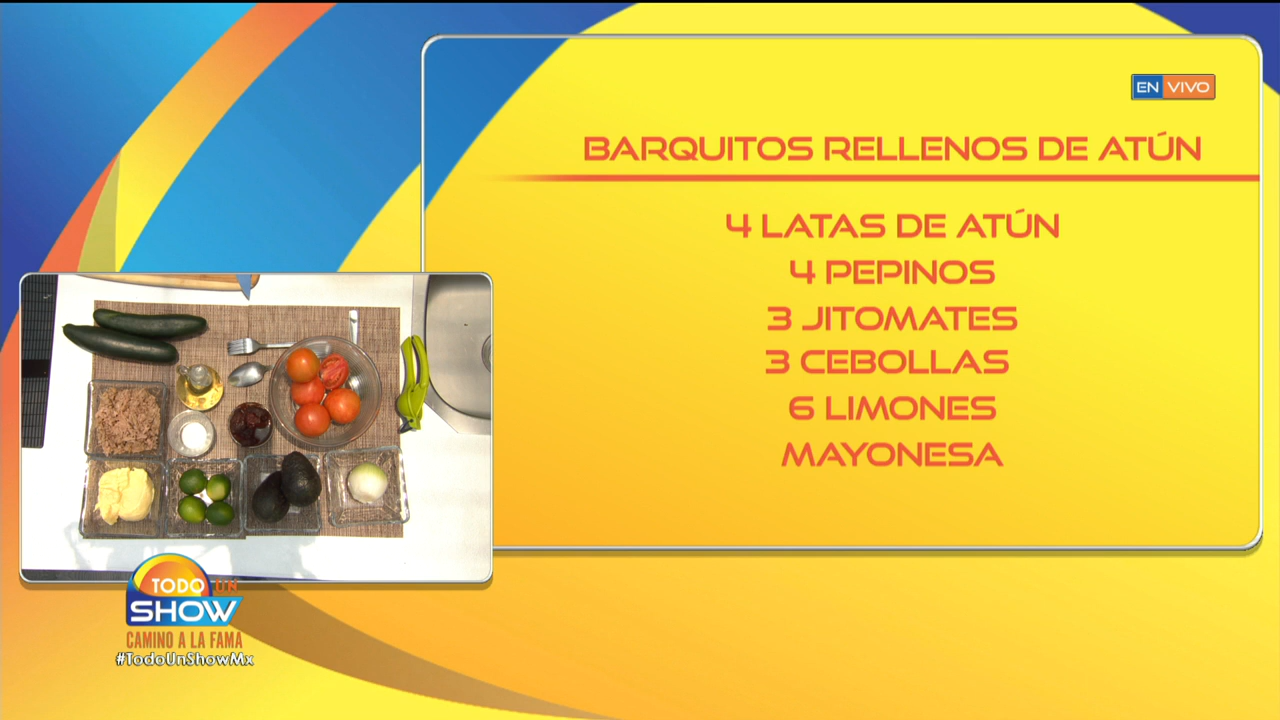 EN VIVO
BARQUITOS RELLENOS DE ATÚN
4 LATAS DE ATÚN
4 PEPINOS
3 JITOMATES
3 CEBOLLAS
6 LIMONES
MAYONESA
TODO UN
SHOW
CAMINO A LA FAMA
#TodoUnShowMx